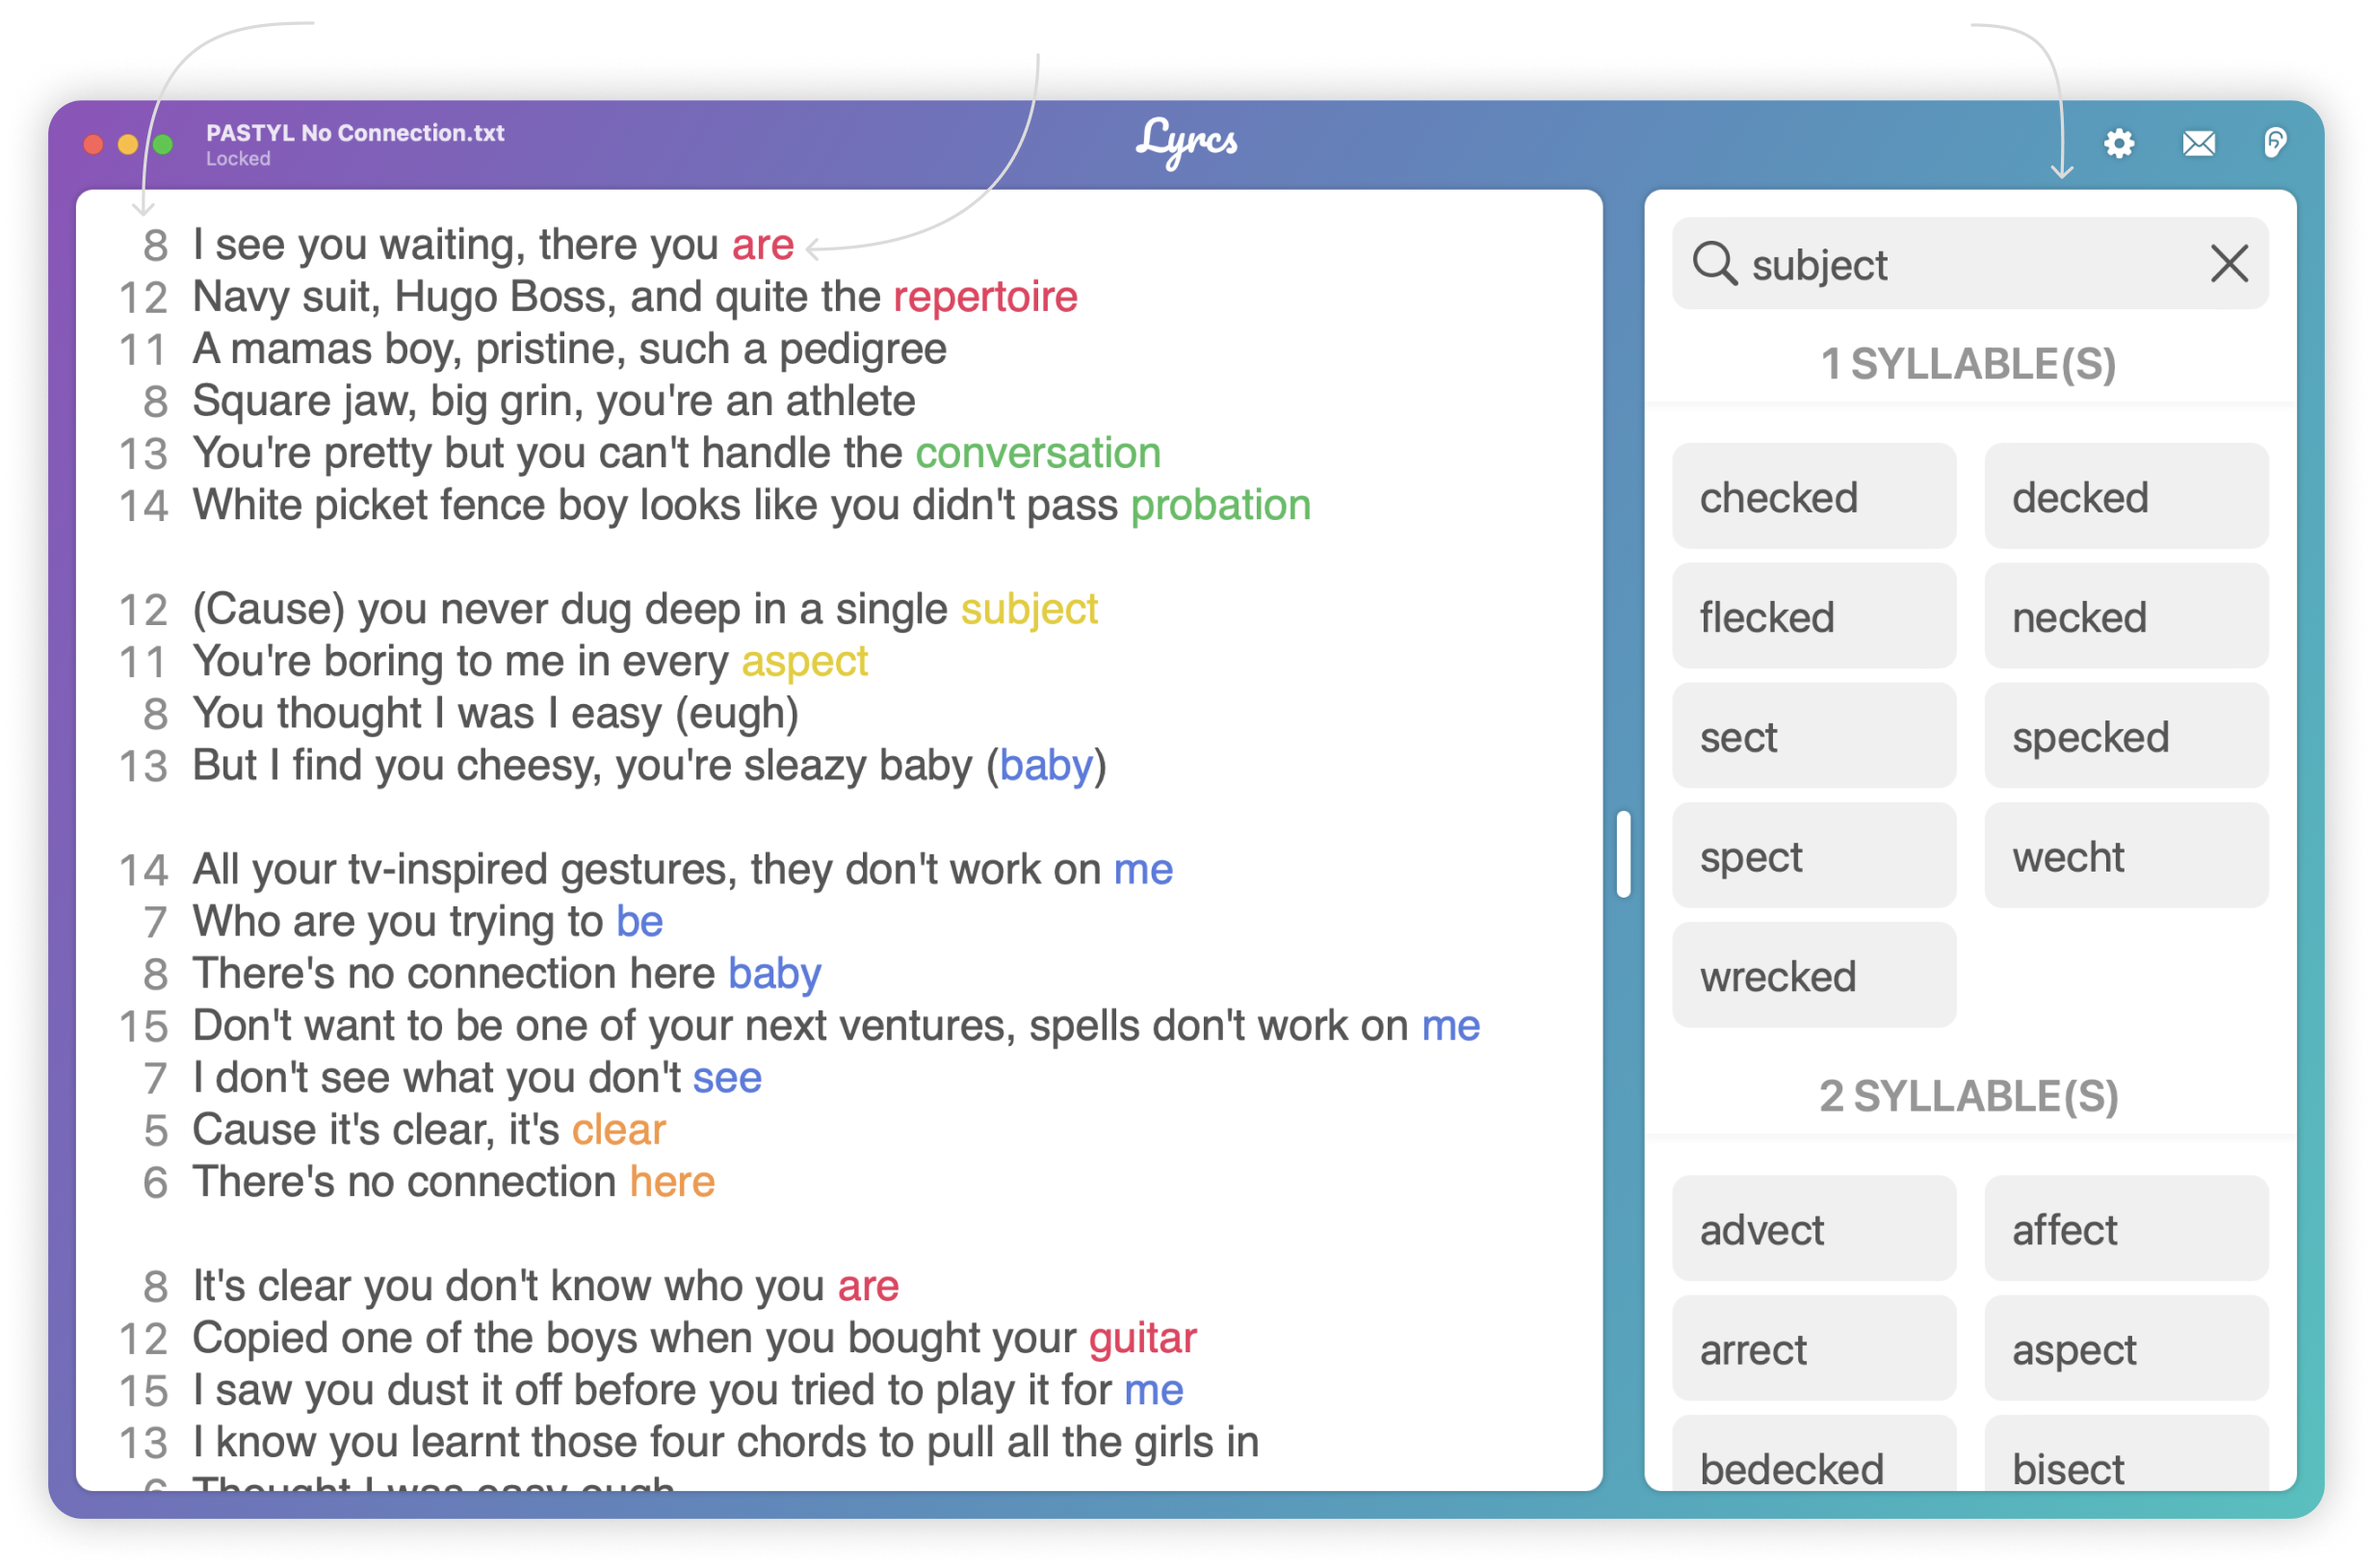 PASTYL No Connection.txt
Locked
Lyrcs
8 I see you waiting, there you are
12 Navy suit, Hugo Boss, and quite the repertoire
11 A mamas boy, pristine, such a pedigree
8 Square jaw, big grin, you're an athlete
13 You're pretty but you can't handle the conversation
14 White picket fence boy looks like you didn't pass probation
12 (Cause) you never dug deep in a single subject
11 You're boring to me in every aspect
8 You thought I was I easy (eugh)
13 But I find you cheesy, you're sleazy baby (baby)
14 All your tv-inspired gestures, they don't work on me
7 Who are you trying to be
8 There's no connection here baby
15 Don't want to be one of your next ventures, spells don't work on me
7 I don't see what you don't see
5 Cause it's clear, it's clear
6 There's no connection here
8 It's clear you don't know who you are
12 Copied one of the boys when you bought your guitar
15 I saw you dust it off before you tried to play it for me
13 I know you learnt those four chords to pull all the girls in
6 Thought I was easy eugh
subject
1 SYLLABLE(S)
checked decked
flecked necked
sect specked
spect wecht
wrecked
2 SYLLABLE(S)
advect affect
arrect aspect
bedecked bisect